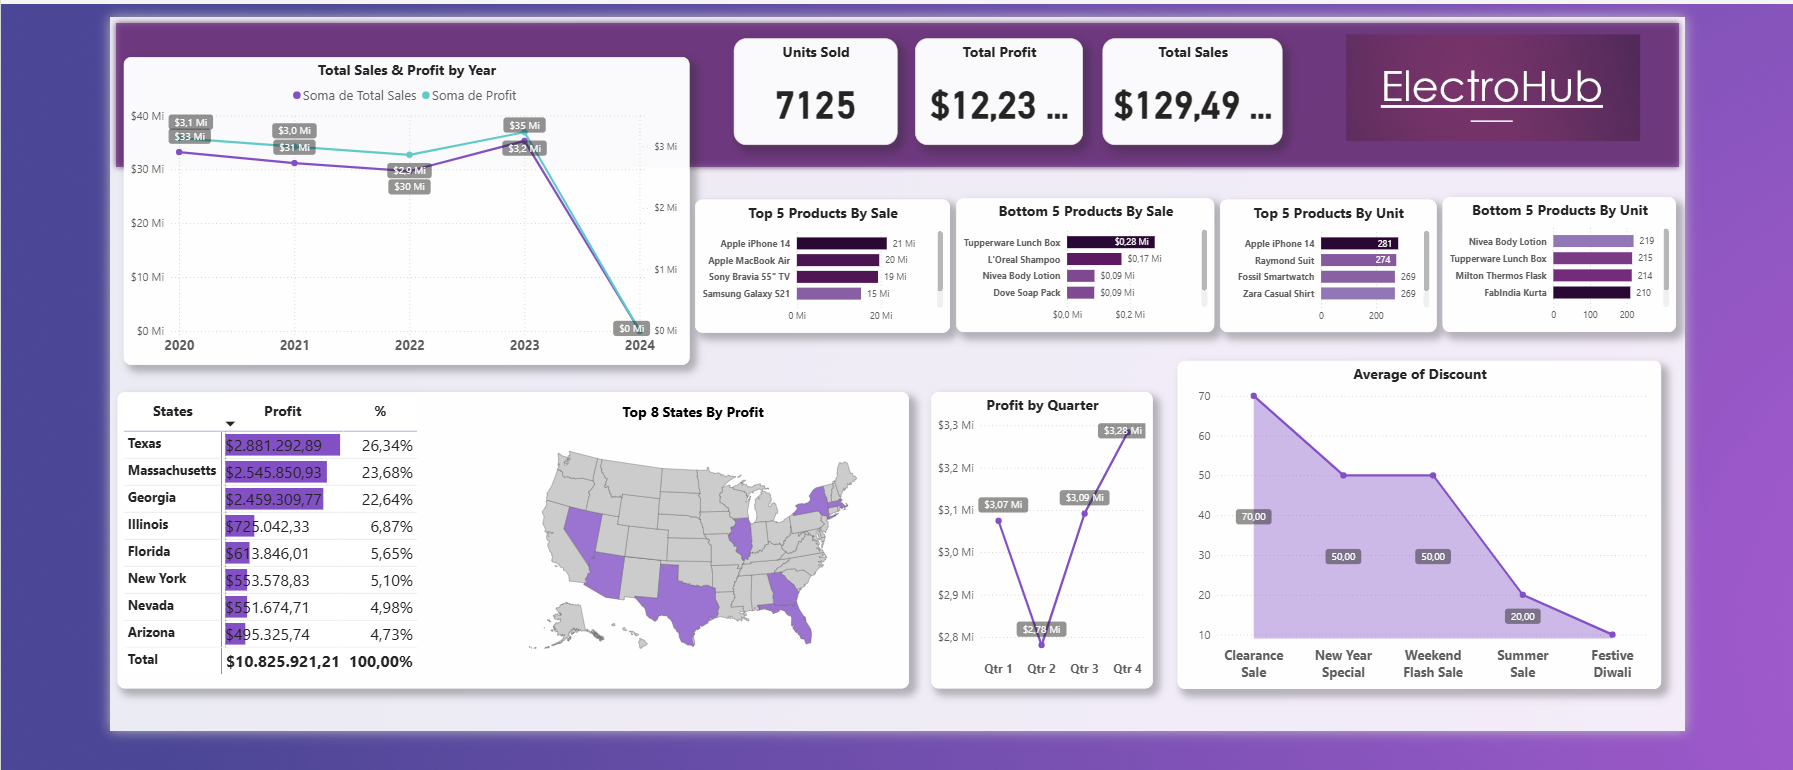 Total Sales & Profit by Year
Soma de Total Sales Soma de Profit
$40 Mi
$30 Mi
$20 Mi
$10 Mi
$0 Mi
$3,1 Mi
$33 Mi
$3,0 Mi
$31 Mi
$2,9 Mi
$30 Mi
$35 Mi
$3,2 Mi
$0 Mi
$3 Mi
$2 Mi
$1 Mi
$0 Mi
2020 2021 2022 2023 2024
Units Sold
7125
Total Profit
$12,23 ...
Total Sales
$129,49 ...
ElectroHub
Top 5 Products By Sale
Apple iPhone 14 21 Mi
Apple MacBook Air 20 Mi
Sony Bravia 55" TV 19 Mi
Samsung Galaxy S21 15 Mi
0 Mi 20 Mi
Bottom 5 Products By Sale
Tupperware Lunch Box $0,28 Mi
L'Oreal Shampoo $0,17 Mi
Nivea Body Lotion $0,09 Mi
Dove Soap Pack $0,09 Mi
$0,0 Mi $0,2 Mi
Top 5 Products By Unit
Apple iPhone 14 281
Raymond Suit 274
Fossil Smartwatch 269
Zara Casual Shirt 269
0 200
Bottom 5 Products By Unit
Nivea Body Lotion 219
Tupperware Lunch Box 215
Milton Thermos Flask 214
FabIndia Kurta 210
0 100 200
States Profit %
Texas $2.881.292,89 26,34%
Massachusetts $2.545.850,93 23,68%
Georgia $2.459.309,77 22,64%
Illinois $725.042,33 6,87%
Florida $613.846,01 5,65%
New York $553.578,83 5,10%
Nevada $551.674,71 4,98%
Arizona $495.325,74 4,73%
Total $10.825.921,21 100,00%
Top 8 States By Profit
Profit by Quarter
$3,3 Mi
$3,2 Mi
$3,1 Mi
$3,0 Mi
$2,9 Mi
$2,8 Mi
$3,07 Mi
$2,78 Mi
$3,09 Mi
$3,28 Mi
Qtr 1 Qtr 2 Qtr 3 Qtr 4
Average of Discount
70
60
50
40
30
20
10
70,00
50,00
50,00
20,00
Clearance Sale
New Year Special
Weekend Flash Sale
Summer Sale
Festive Diwali